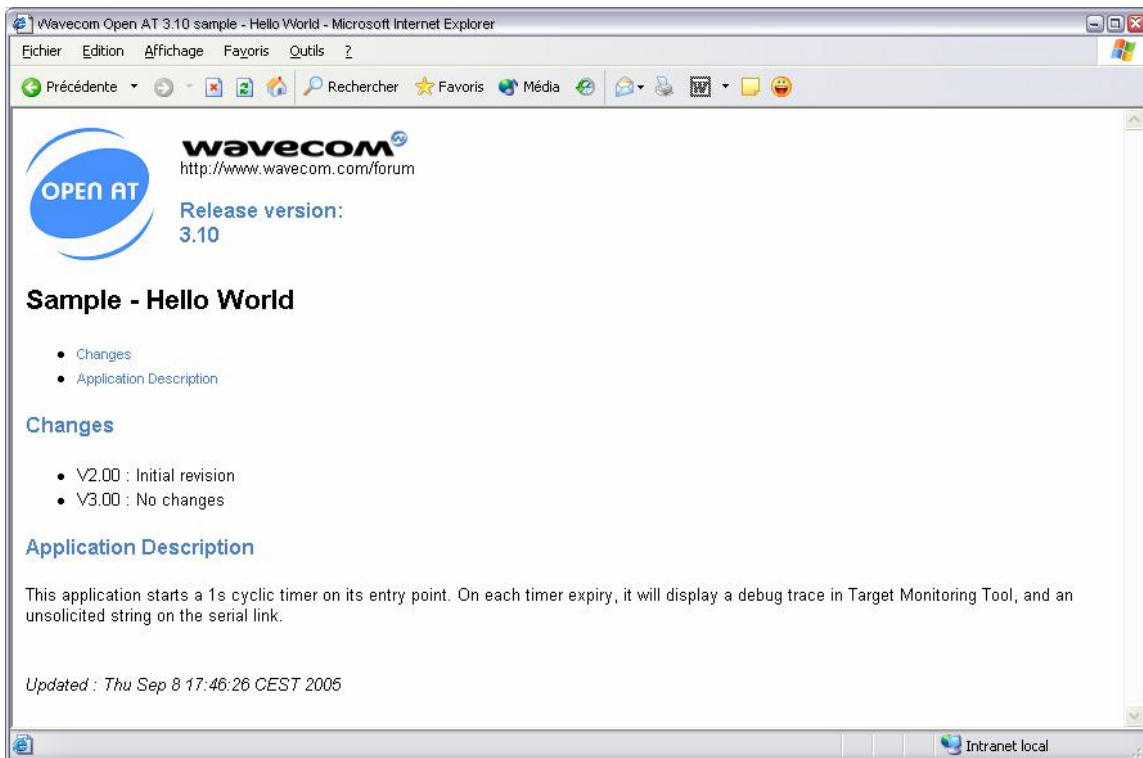 Wavecom Open AT 3.10 sample - Hello World - Microsoft Internet Explorer
Fichier Edition Affichage Favoris Outils ?
Précédente Rechercher Favoris Média
OPEN AT
wavecom
http://www.wavecom.com/forum
Release version:
3.10
Sample - Hello World
Changes
Application Description
Changes
V2.00 : Initial revision
V3.00 : No changes
Application Description
This application starts a 1s cyclic timer on its entry point. On each timer expiry, it will display a debug trace in Target Monitoring Tool, and an
unsolicited string on the serial link.
Updated : Thu Sep 8 17:46:26 CEST 2005
Intranet local